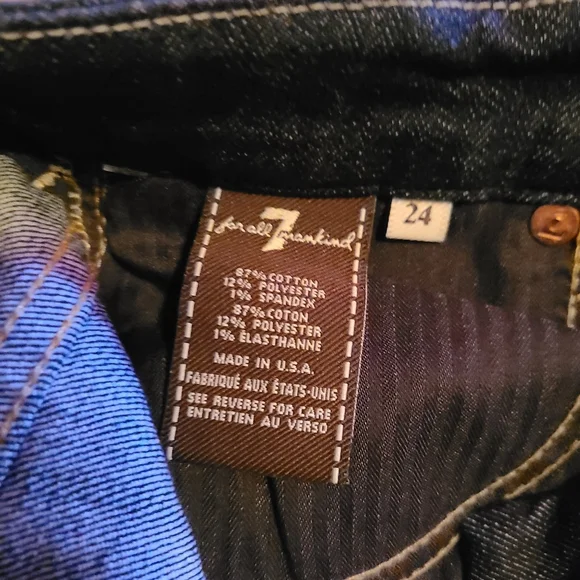 for all 7 mankind
24
87% COTTON
12% POLYESTER
1% SPANDEX
87% COTON
12% POLYESTER
1% ÉLASTHANNE
MADE IN U.S.A.
FABRIQUÉ AUX ÉTATS-UNIS
SEE REVERSE FOR CARE
ENTRETIEN AU VERSO